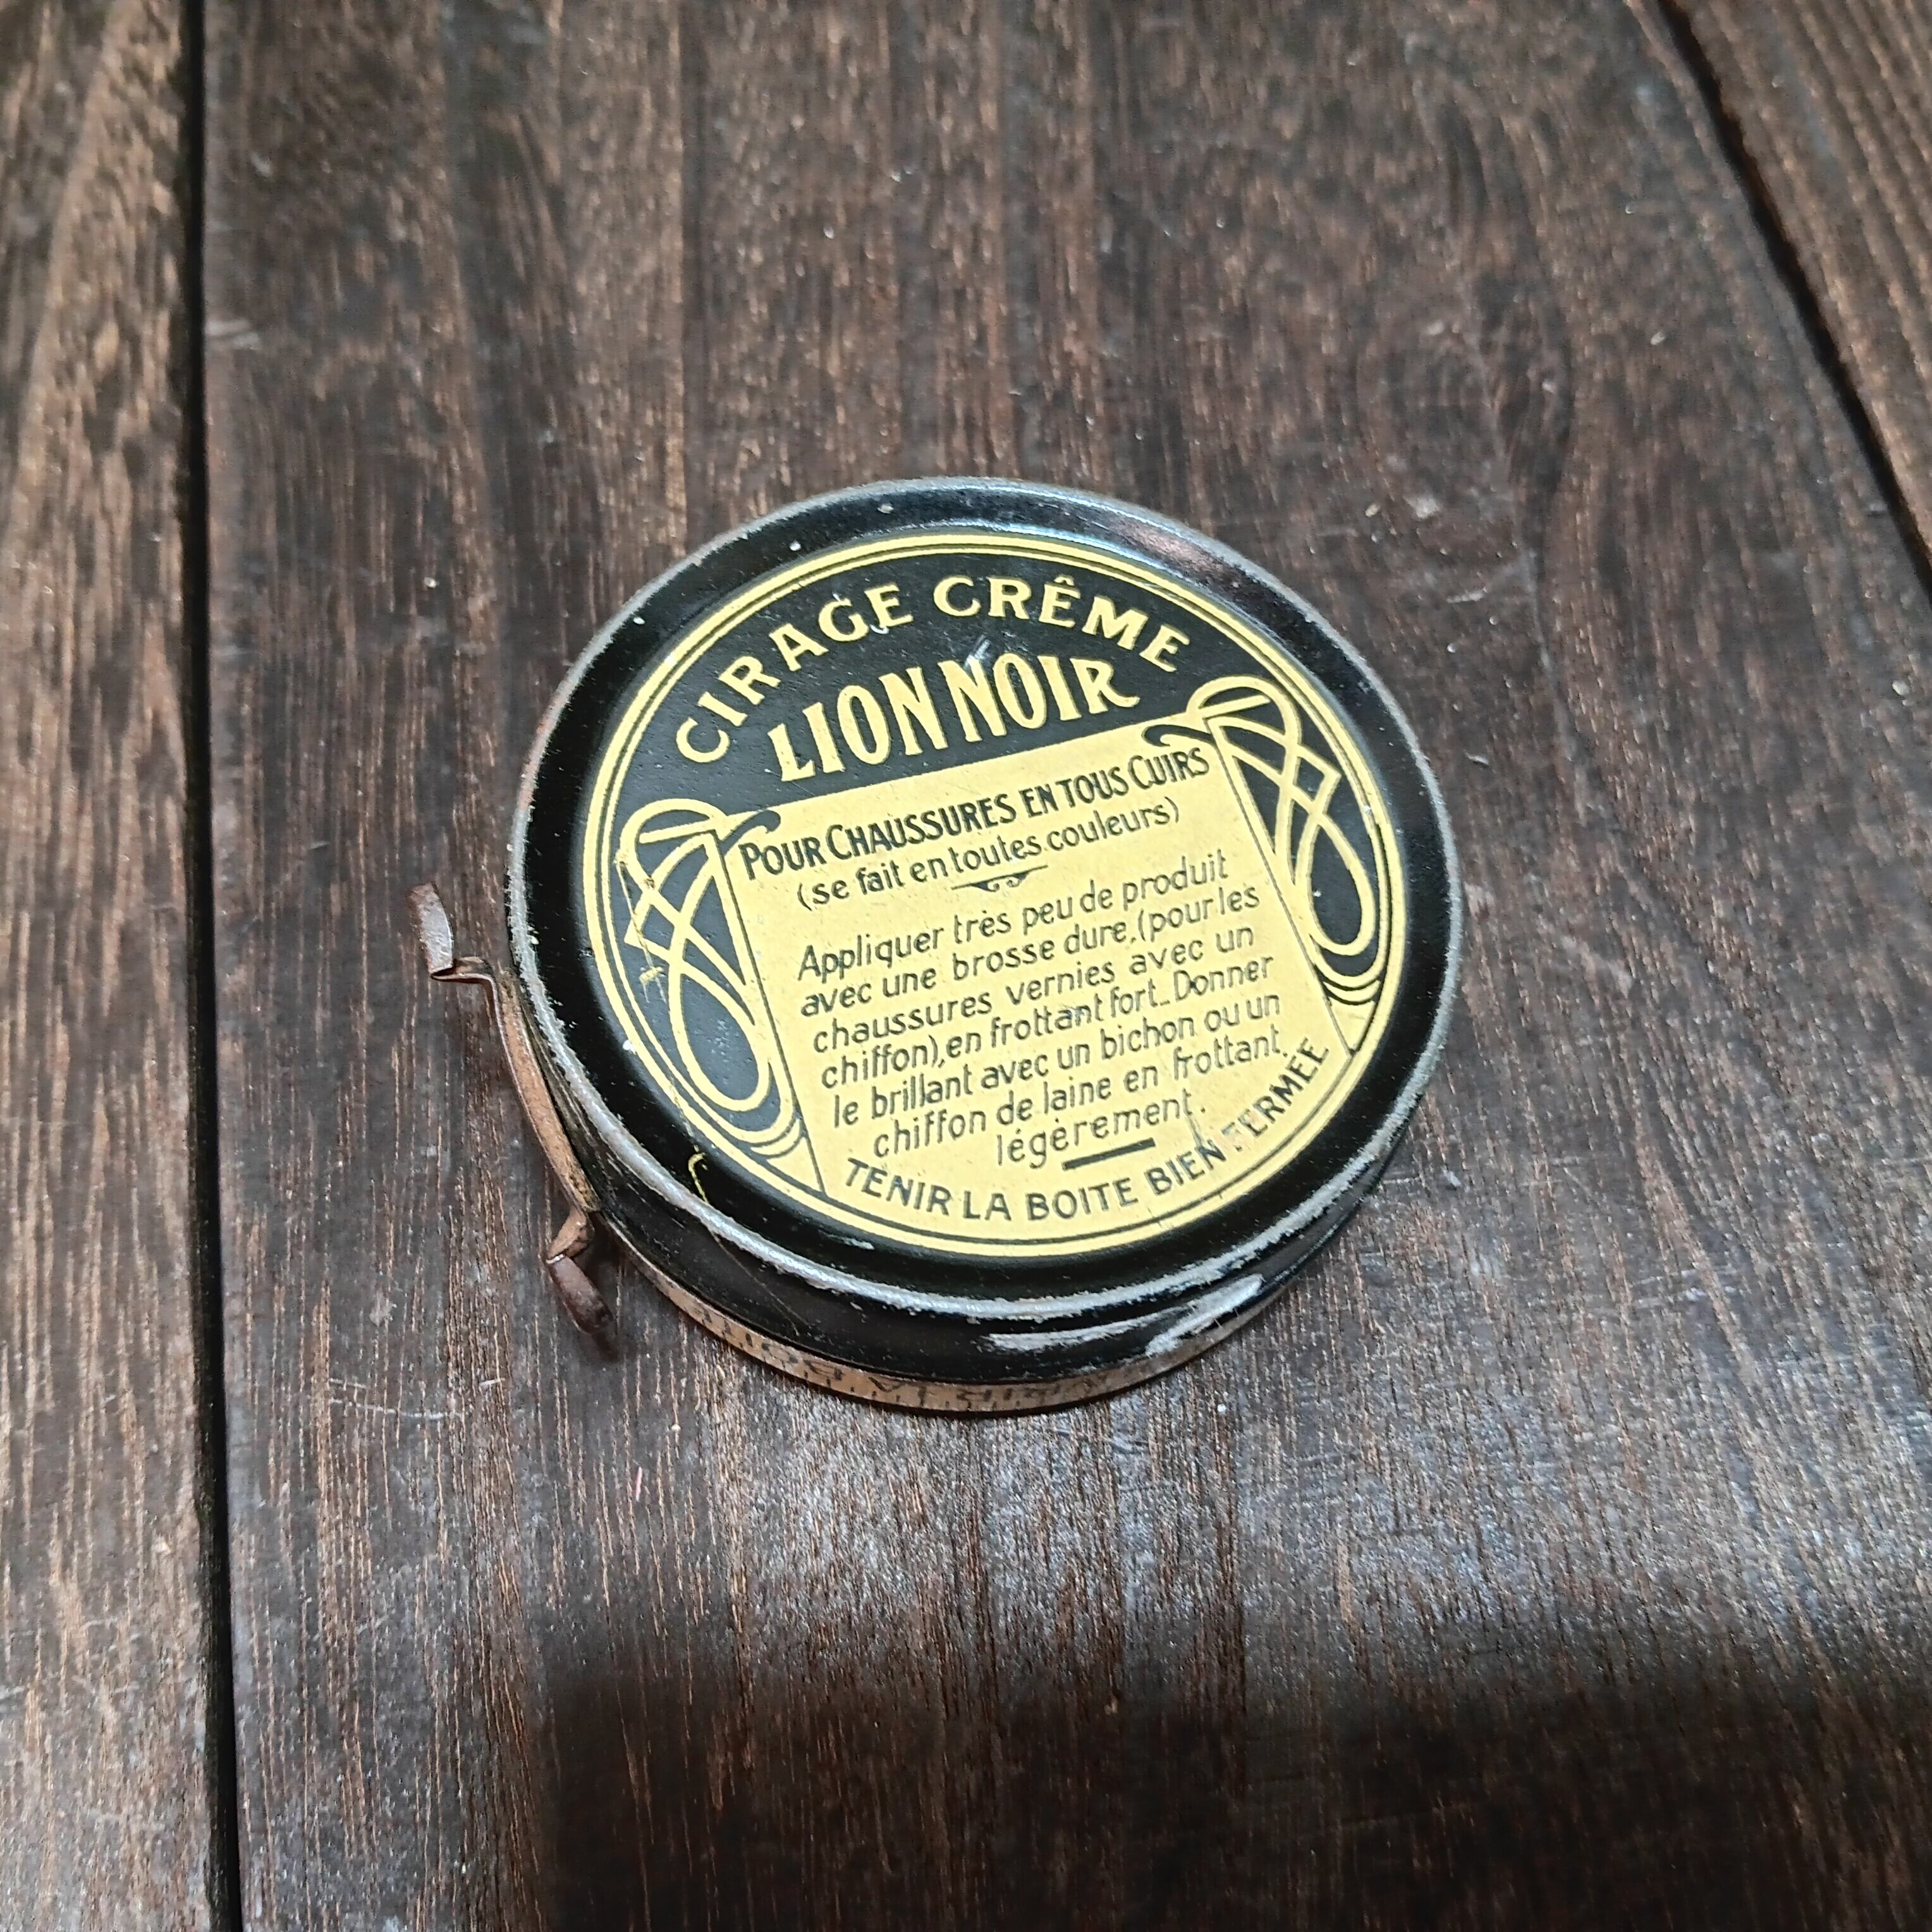 CIRAGE CRÊME
LION NOIR
POUR CHAUSSURES EN TOUS CUIRS
(se fait en toutes couleurs)
Appliquer très peu de produit
avec une brosse dure, (pour les
chaussures vernies avec un
chiffon), en frottant fort_ Donner
le brillant avec un bichon ou un
chiffon de laine en frottant
légèrement.
TENIR LA BOITE BIEN FERMÉE